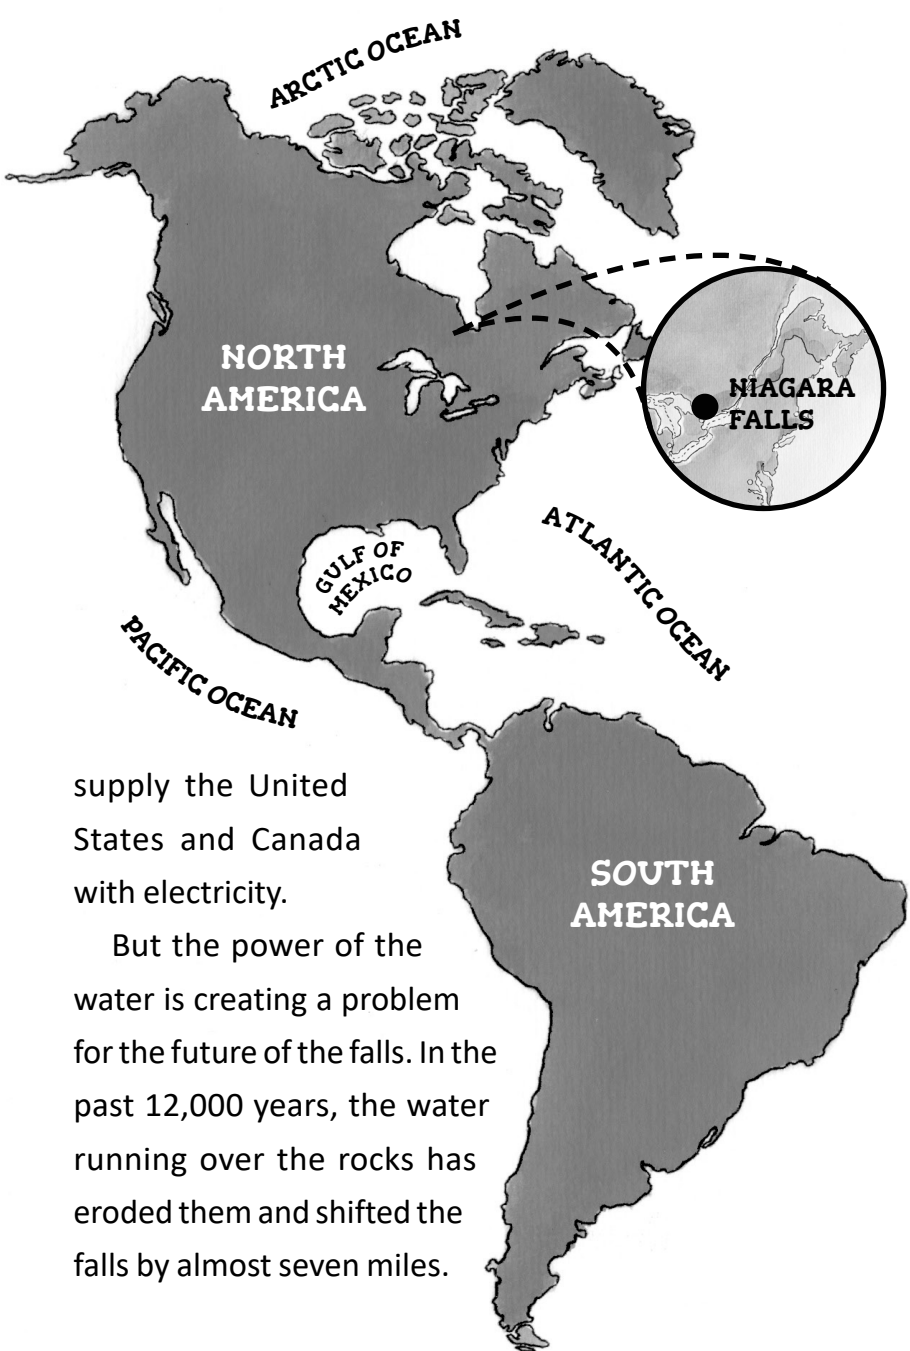 ARCTIC OCEAN
NORTH
AMERICA
NIAGARA
FALLS
GULF OF
MEXICO
ATLANTIC OCEAN
PACIFIC OCEAN
supply the United
States and Canada
with electricity.
SOUTH
AMERICA
But the power of the
water is creating a problem
for the future of the falls. In the
past 12,000 years, the water
running over the rocks has
eroded them and shifted the
falls by almost seven miles.